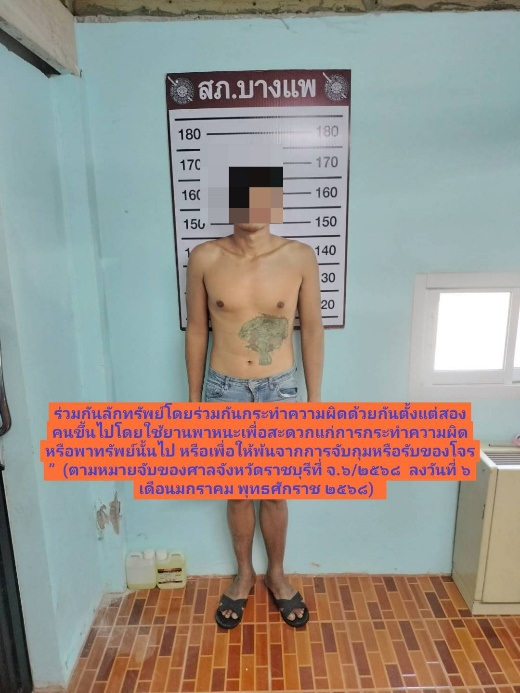 สภ.บางแพ
180 180
170 170
160 160
150 150
140
130
120
ร่วมกันลักทรัพย์โดยร่วมกันกระทำความผิดด้วยกันตั้งแต่สอง
คนขึ้นไปโดยใช้ยานพาหนะเพื่อสะดวกแก่การกระทำความผิด
หรือพาทรัพย์นั้นไป หรือเพื่อให้พ้นจากการจับกุมหรือรับของโจร
” (ตามหมายจับของศาลจังหวัดราชบุรีที่ จ.๖/๒๕๖๘ ลงวันที่ ๖
เดือนมกราคม พุทธศักราช ๒๕๖๘)